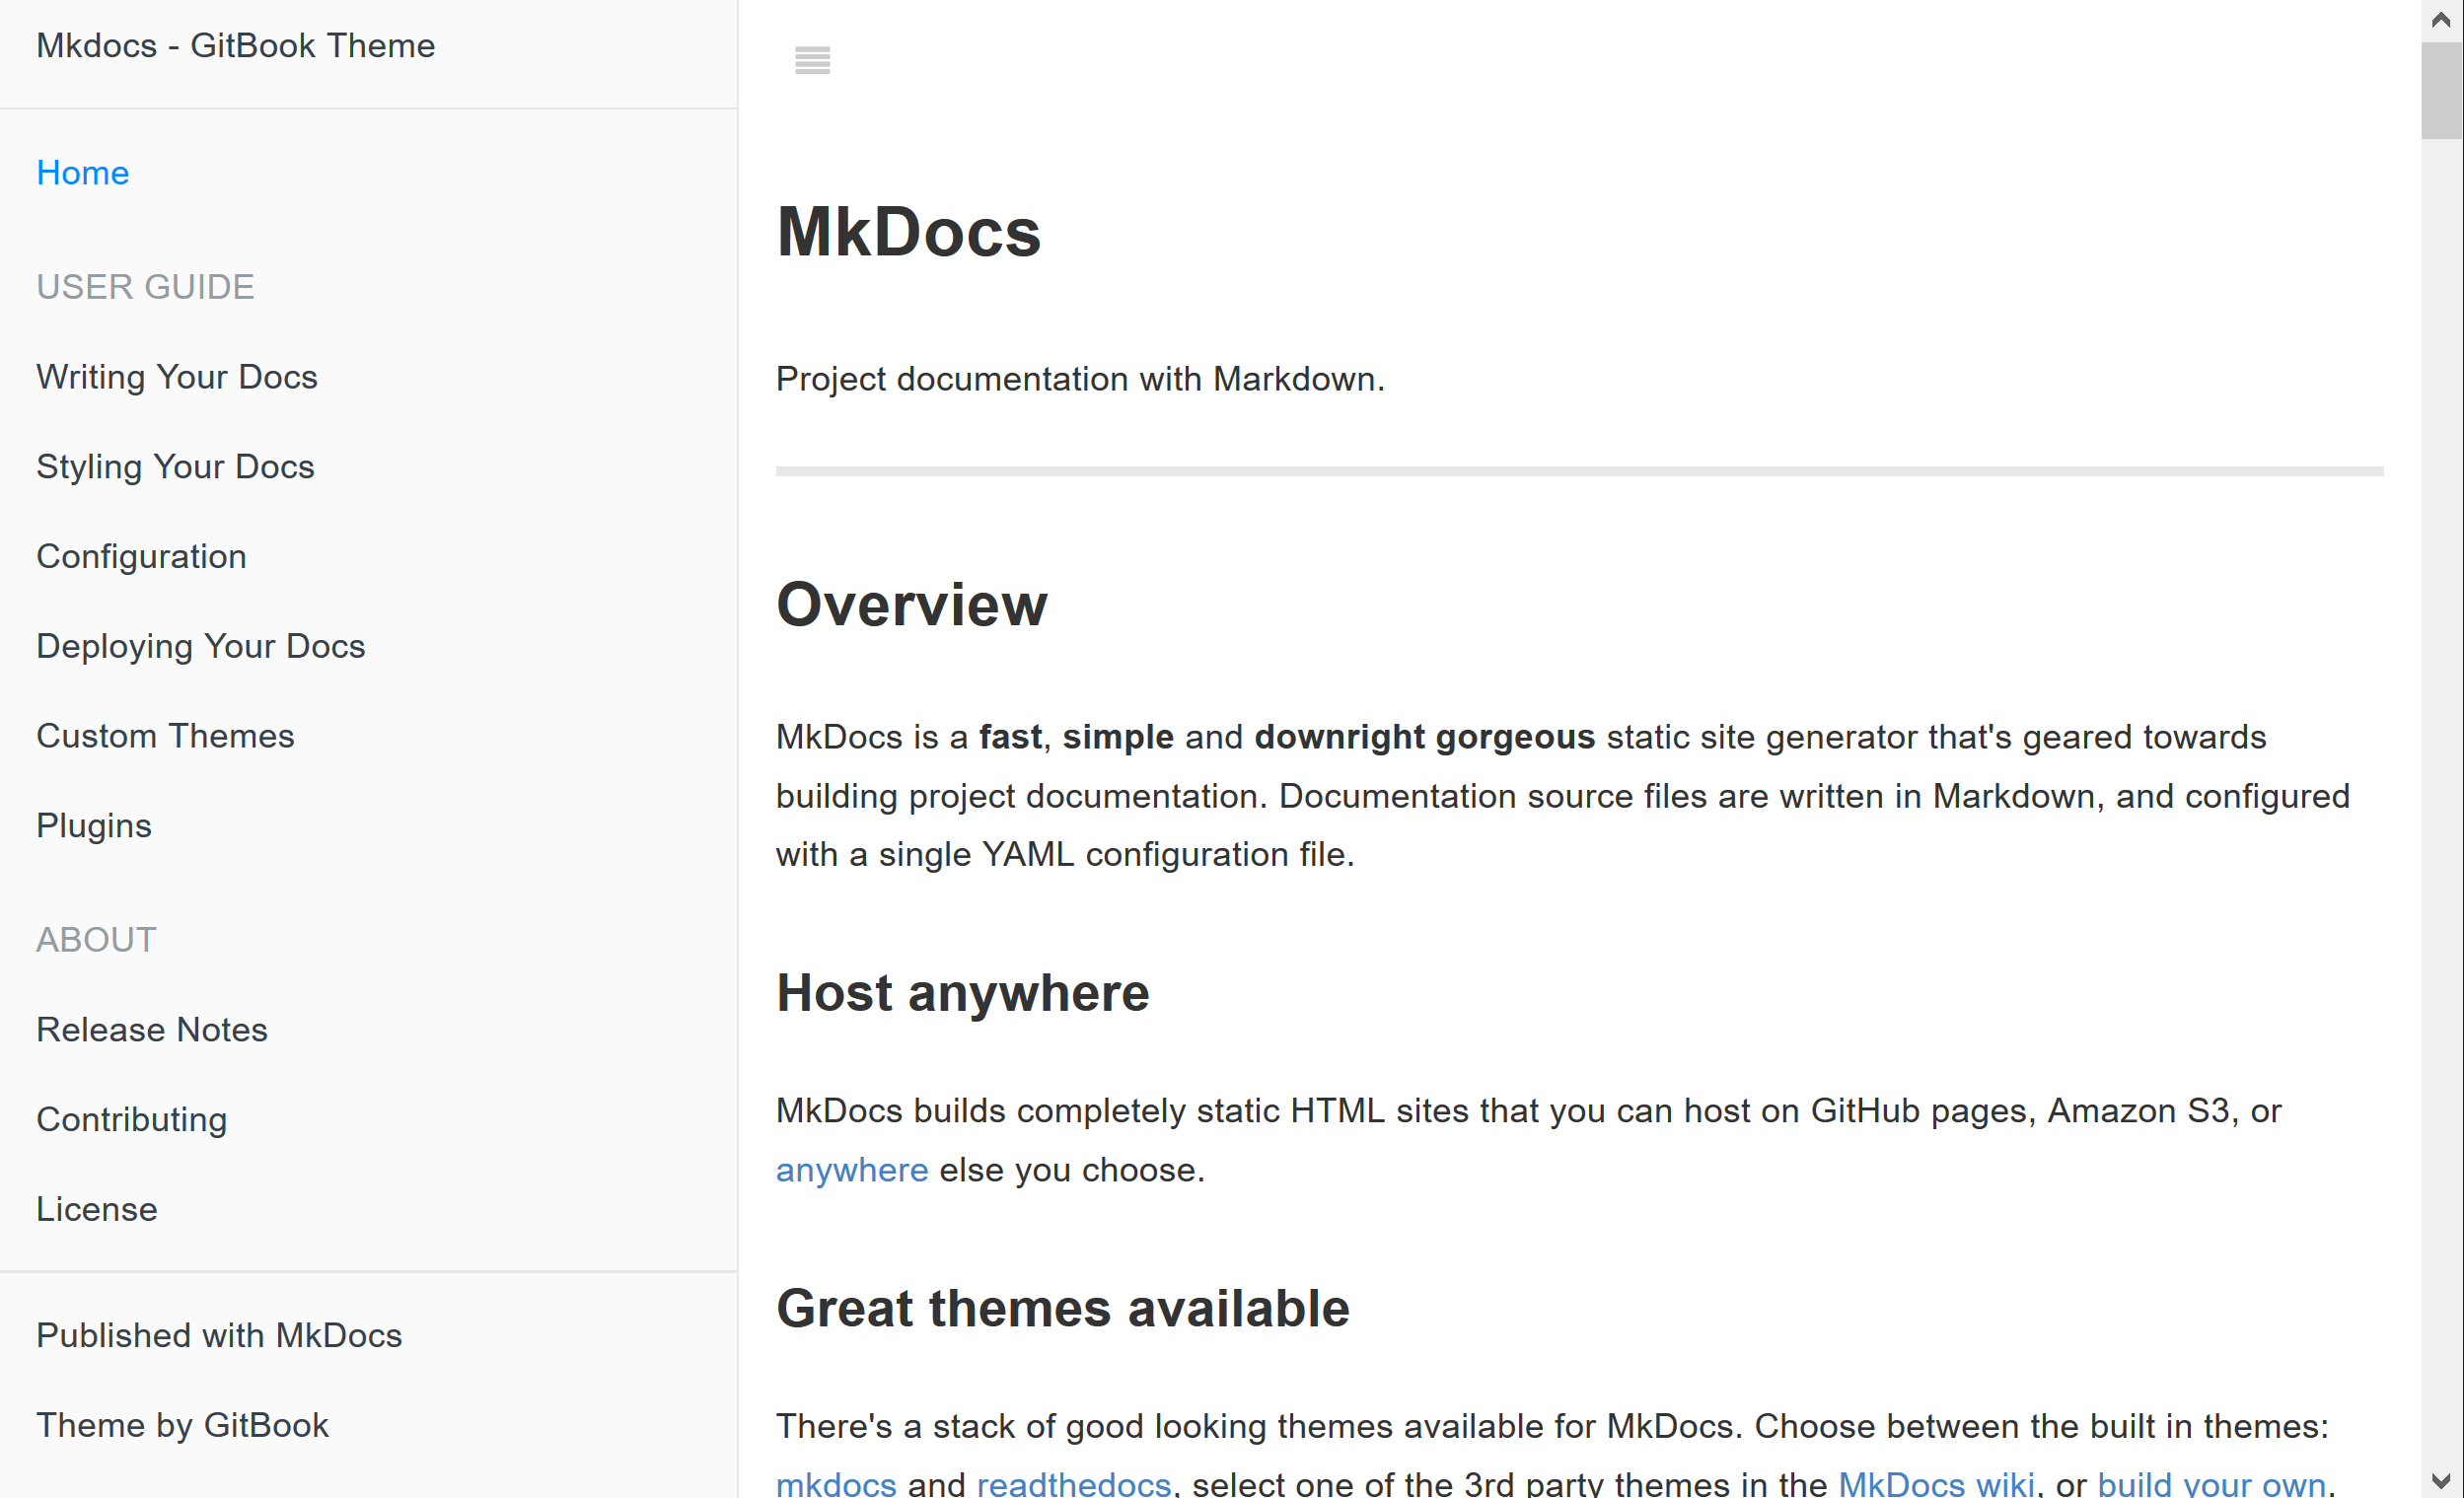 Mkdocs - GitBook Theme
Home
USER GUIDE
Writing Your Docs
Styling Your Docs
Configuration
Deploying Your Docs
Custom Themes
Plugins
ABOUT
Release Notes
Contributing
License
Published with MkDocs
Theme by GitBook
MkDocs
Project documentation with Markdown.
Overview
MkDocs is a fast, simple and downright gorgeous static site generator that's geared towards
building project documentation. Documentation source files are written in Markdown, and configured
with a single YAML configuration file.
Host anywhere
MkDocs builds completely static HTML sites that you can host on GitHub pages, Amazon S3, or
anywhere else you choose.
Great themes available
There's a stack of good looking themes available for MkDocs. Choose between the built in themes:
mkdocs and readthedocs, select one of the 3rd party themes in the MkDocs wiki, or build your own.